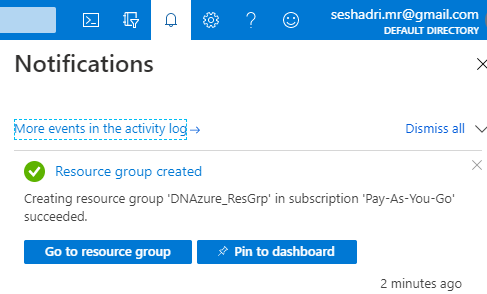 seshadri.mr@gmail.com
DEFAULT DIRECTORY
Notifications
More events in the activity log →
Dismiss all
Resource group created
Creating resource group 'DNAzure_ResGrp' in subscription 'Pay-As-You-Go'
succeeded.
Go to resource group
Pin to dashboard
2 minutes ago